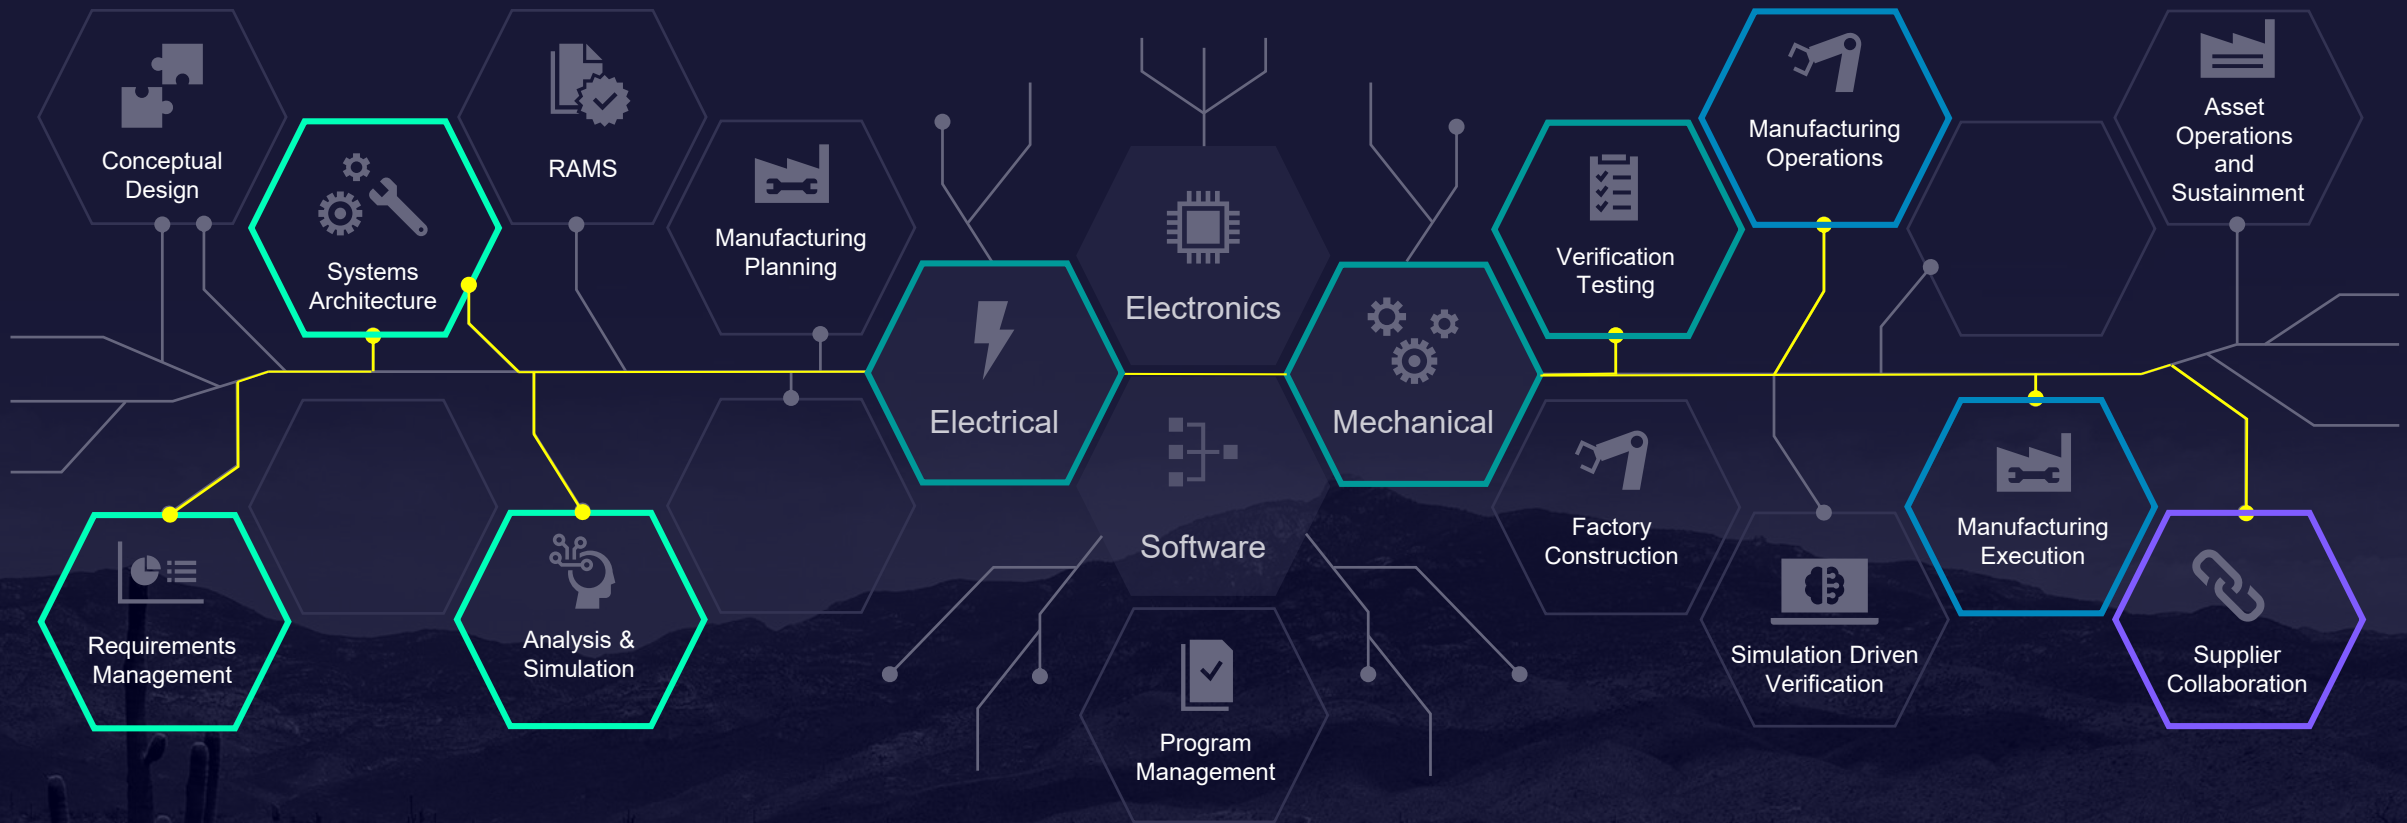 Conceptual
Design
Systems
Architecture
RAMS
Manufacturing
Planning
Electrical
Electronics
Software
Mechanical
Verification
Testing
Manufacturing
Operations
Asset
Operations
and
Sustainment
Requirements
Management
Analysis &
Simulation
Program
Management
Factory
Construction
Simulation Driven
Verification
Manufacturing
Execution
Supplier
Collaboration